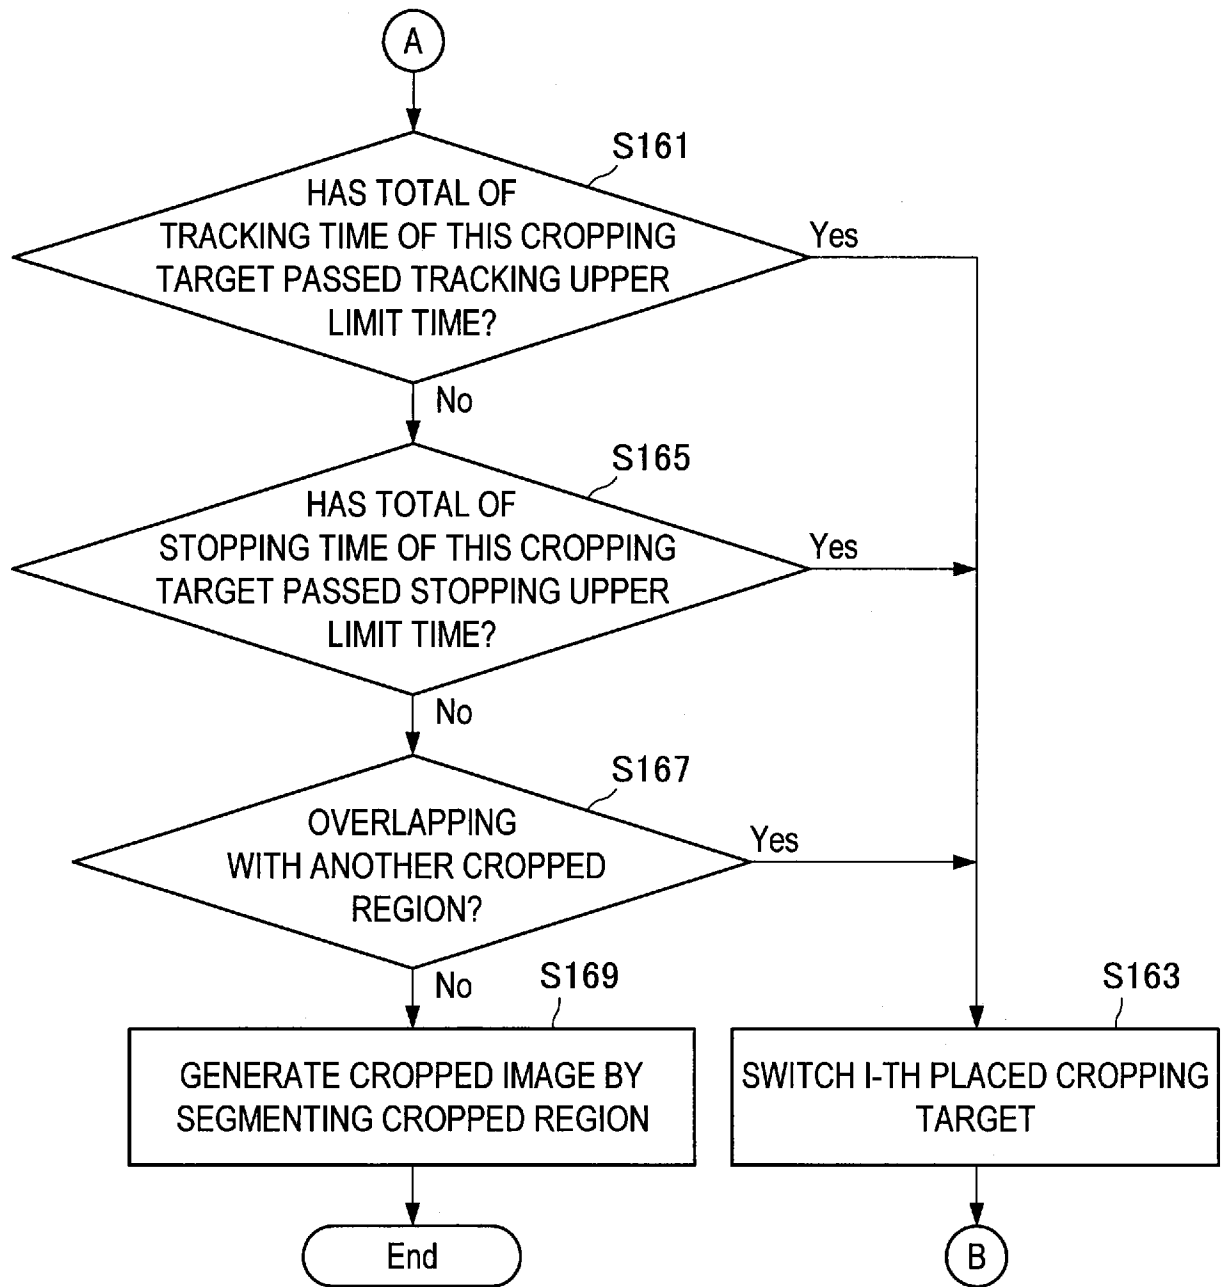 A
S161
HAS TOTAL OF
TRACKING TIME OF THIS CROPPING
TARGET PASSED TRACKING UPPER
LIMIT TIME?
Yes
No
S165
HAS TOTAL OF
STOPPING TIME OF THIS CROPPING
TARGET PASSED STOPPING UPPER
LIMIT TIME?
Yes
No
S167
OVERLAPPING
WITH ANOTHER CROPPED
REGION?
Yes
No
S169
GENERATE CROPPED IMAGE BY
SEGMENTING CROPPED REGION
S163
SWITCH I-TH PLACED CROPPING
TARGET
End
B